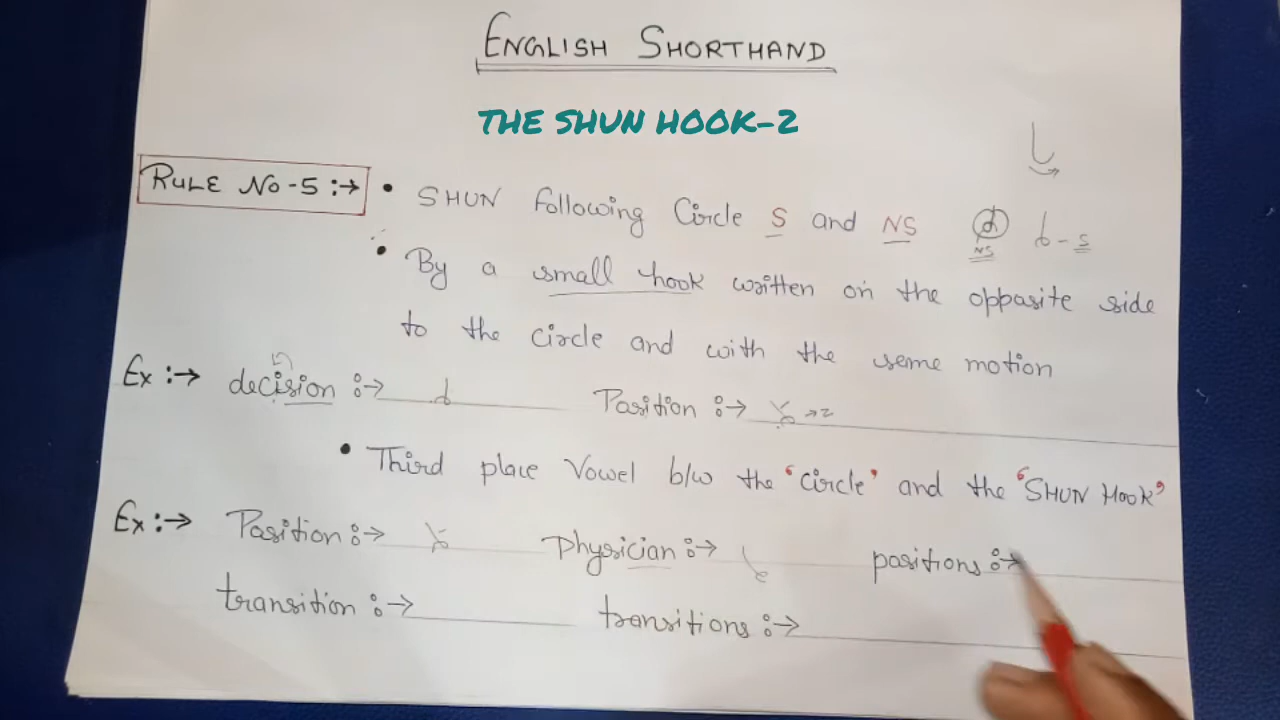 ENGLISH SHORTHAND
THE SHUN HOOK-2
RULE NO-5 :→ • SHUN following Circle S and NS
NS - S
• By a small hook written on the opposite side
to the circle and with the seme motion
Ex :→ decision :→ Position :→ → z
• Third place Vowel b/w the "Circle" and the "SHUN HOOK"
Ex :→ Position :→ Physician :→ positions :→
transition :→ transitions :→